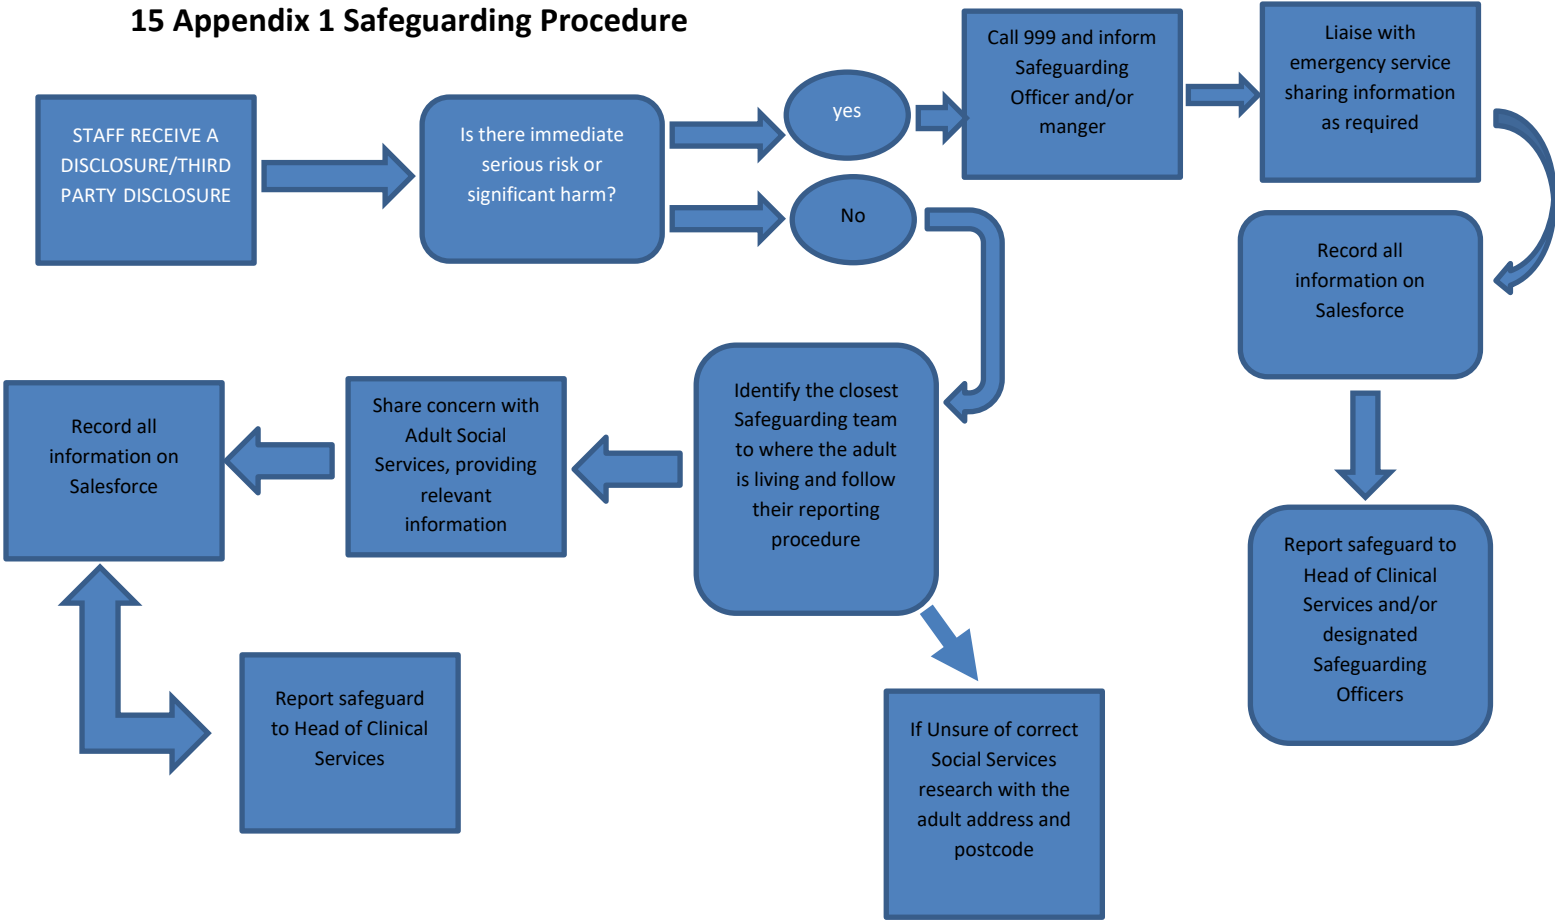 15 Appendix 1 Safeguarding Procedure
STAFF RECEIVE A
DISCLOSURE/THIRD
PARTY DISCLOSURE
Is there immediate
serious risk or
significant harm?
yes
No
Call 999 and inform
Safeguarding
Officer and/or
manger
Liaise with
emergency service
sharing information
as required
Record all
information on
Salesforce
Report safeguard to
Head of Clinical
Services and/or
designated
Safeguarding
Officers
Identify the closest
Safeguarding team
to where the adult
is living and follow
their reporting
procedure
If Unsure of correct
Social Services
research with the
adult address and
postcode
Share concern with
Adult Social
Services, providing
relevant
information
Record all
information on
Salesforce
Report safeguard
to Head of Clinical
Services